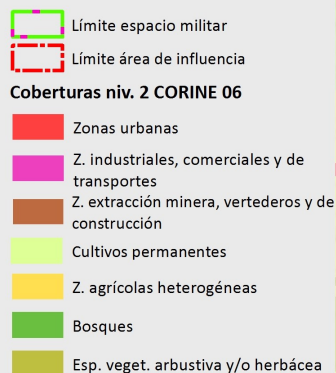 Límite espacio militar
Límite área de influencia
Coberturas niv. 2 CORINE 06
Zonas urbanas
Z. industriales, comerciales y de
transportes
Z. extracción minera, vertederos y de
construcción
Cultivos permanentes
Z. agrícolas heterogéneas
Bosques
Esp. veget. arbustiva y/o herbácea